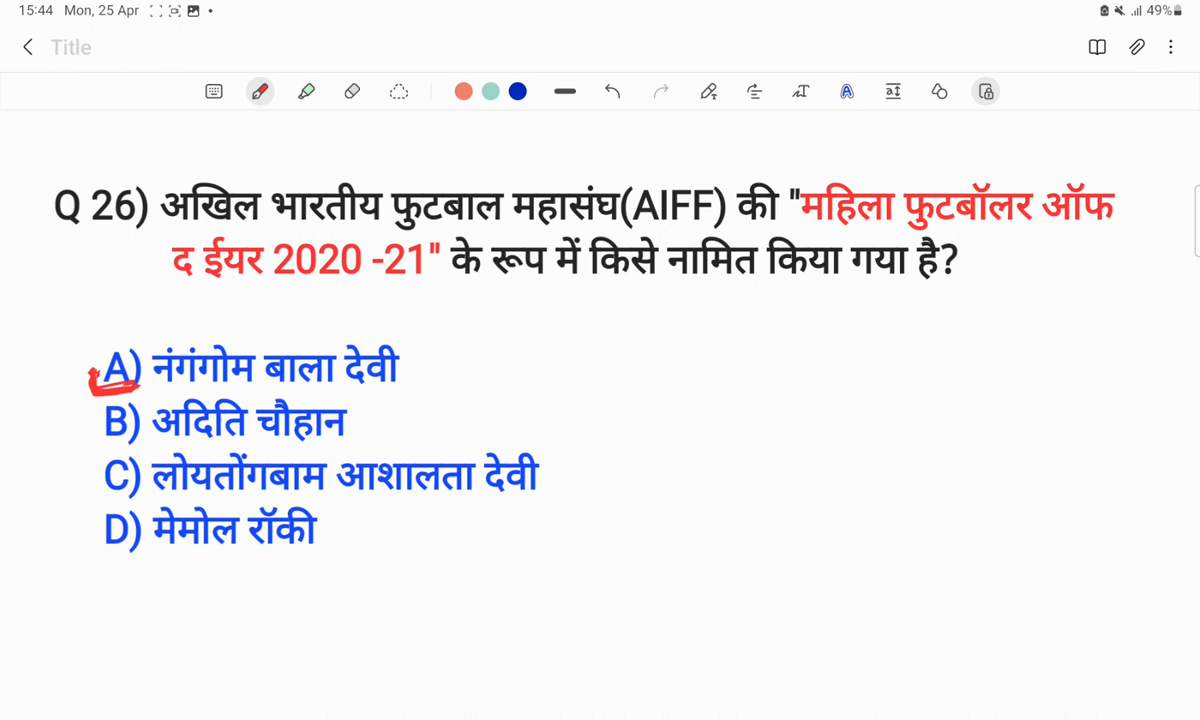 15:44 Mon, 25 Apr 49%
Title
Q 26) अखिल भारतीय फुटबाल महासंघ(AIFF) की "महिला फुटबॉलर ऑफ
द ईयर 2020 -21" के रूप में किसे नामित किया गया है?
A) नंगंगोम बाला देवी
B) अदिति चौहान
C) लोयतोंगबाम आशालता देवी
D) मेमोल रॉकी